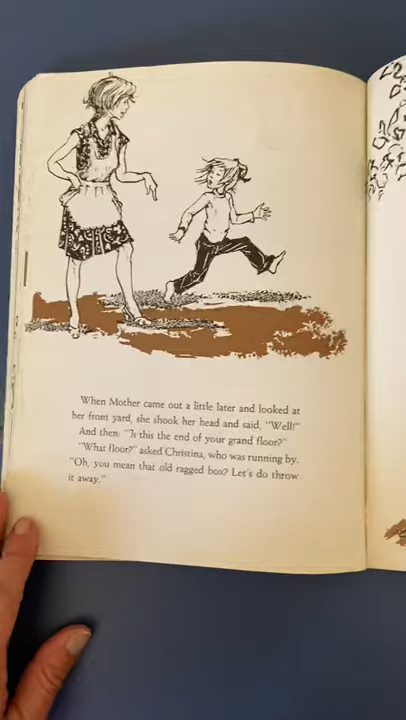 When Mother came out a little later and looked at
her front yard, she shook her head and said, "Well!"
And then: "Is this the end of your grand floor?"
"What floor?" asked Christina, who was running by.
"Oh, you mean that old ragged box? Let's do throw
it away."